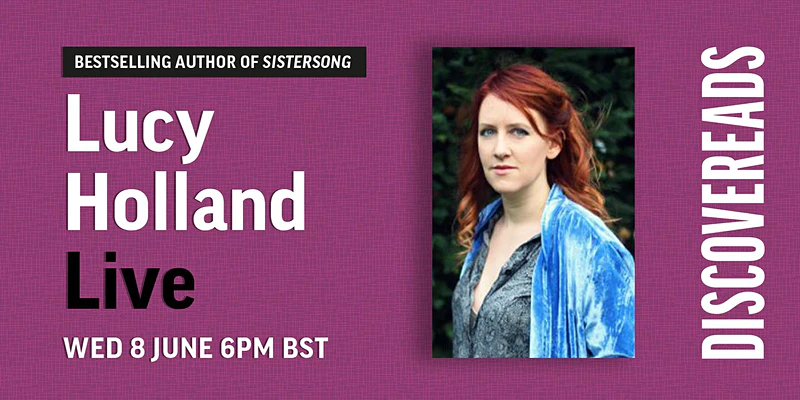 BESTSELLING AUTHOR OF SISTERSONG
Lucy
Holland
Live
WED 8 JUNE 6PM BST
DISCOVEREADS